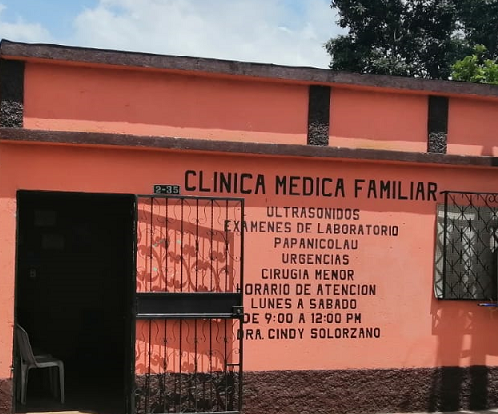 2-35
CLINICA MEDICA FAMILIAR
ULTRASONIDOS
EXAMENES DE LABORATORIO
PAPANICOLAU
URGENCIAS
CIRUGIA MENOR
HORARIO DE ATENCION
LUNES A SABADO
DE 9:00 A 12:00 PM
DRA. CINDY SOLORZANO